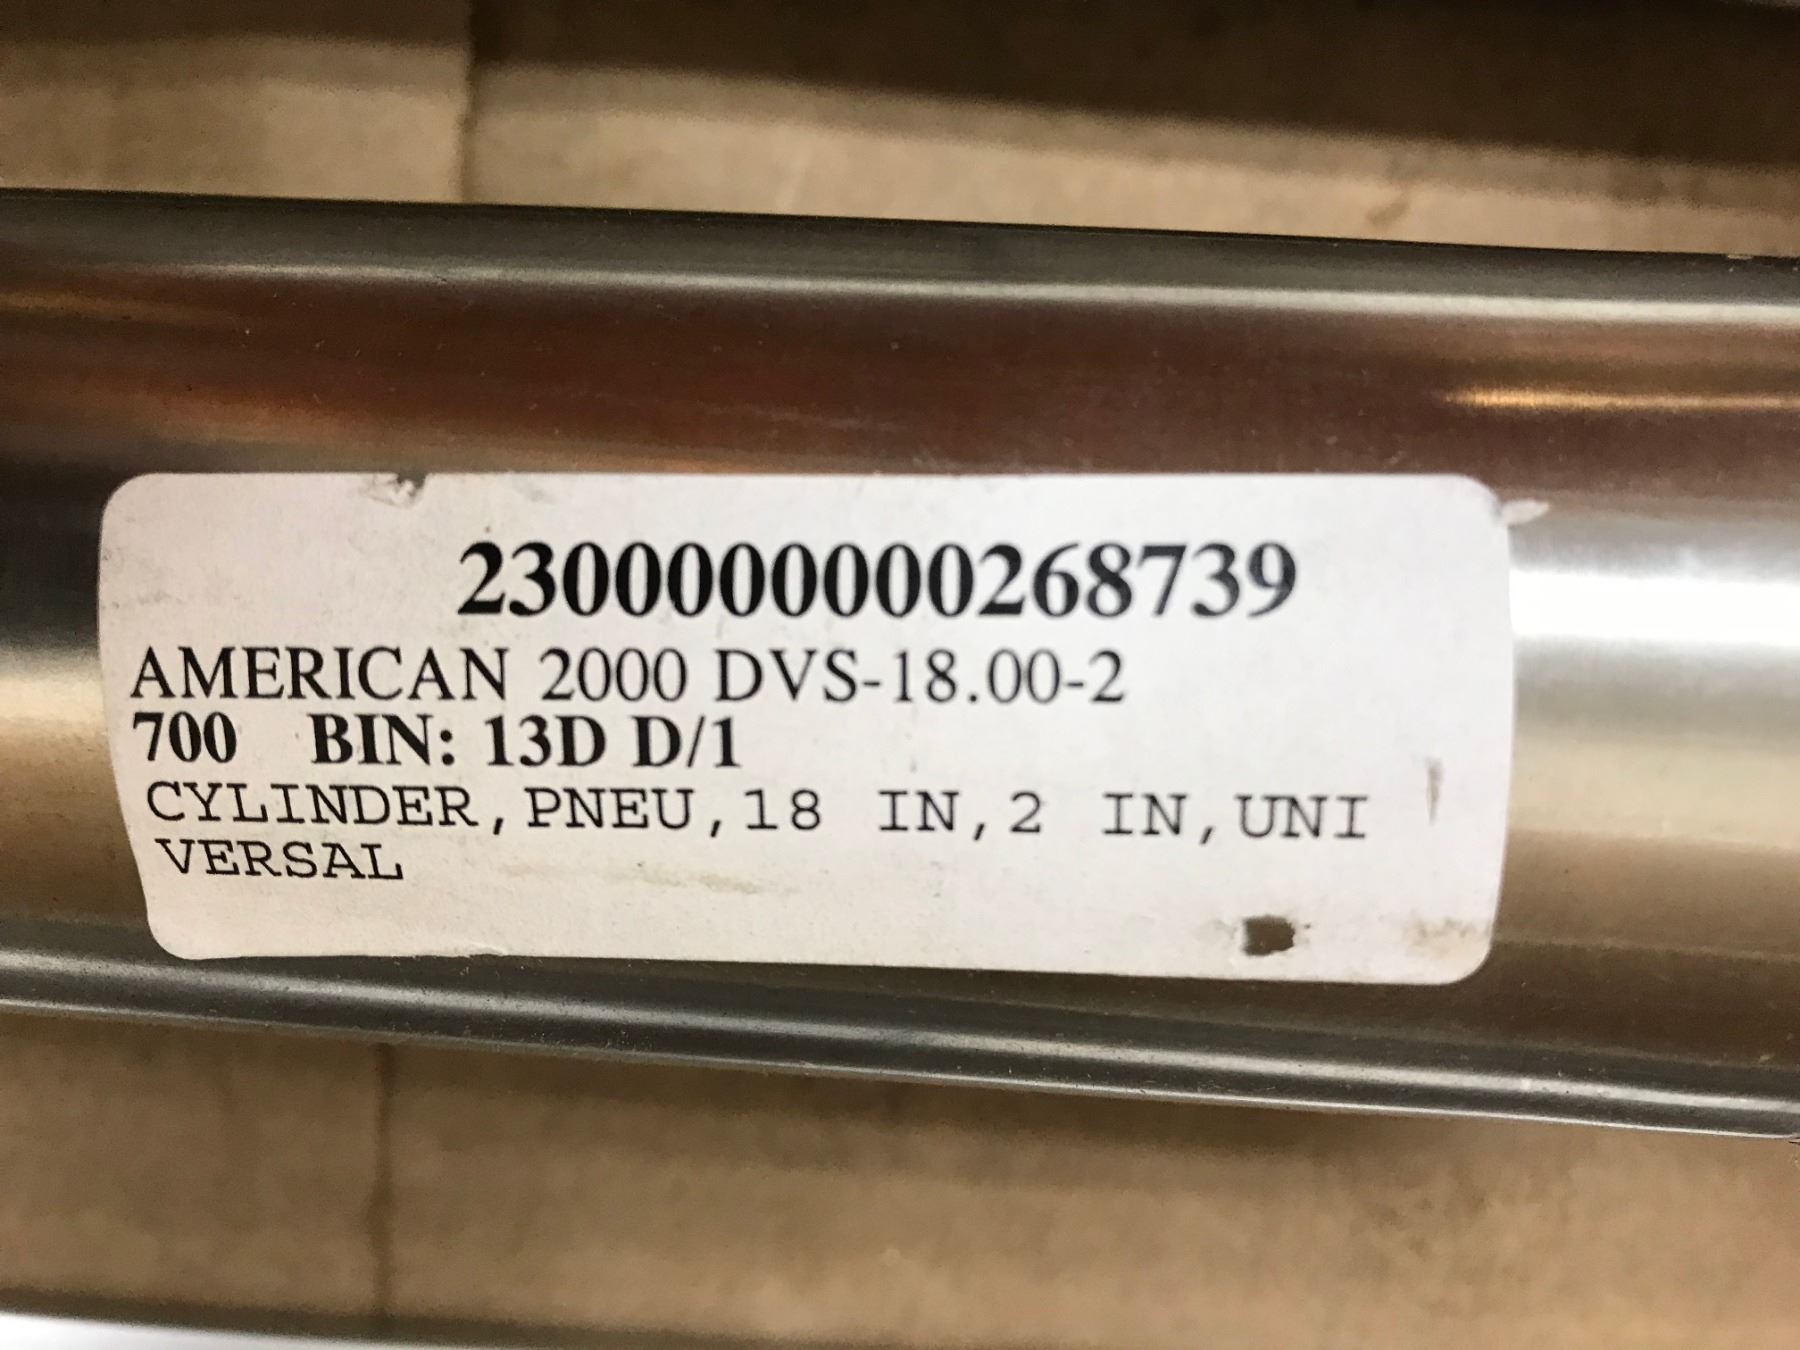 2300000000268739
AMERICAN 2000 DVS-18.00-2
700 BIN: 13D D/1
CYLINDER,PNEU,18 IN,2 IN,UNI
VERSAL